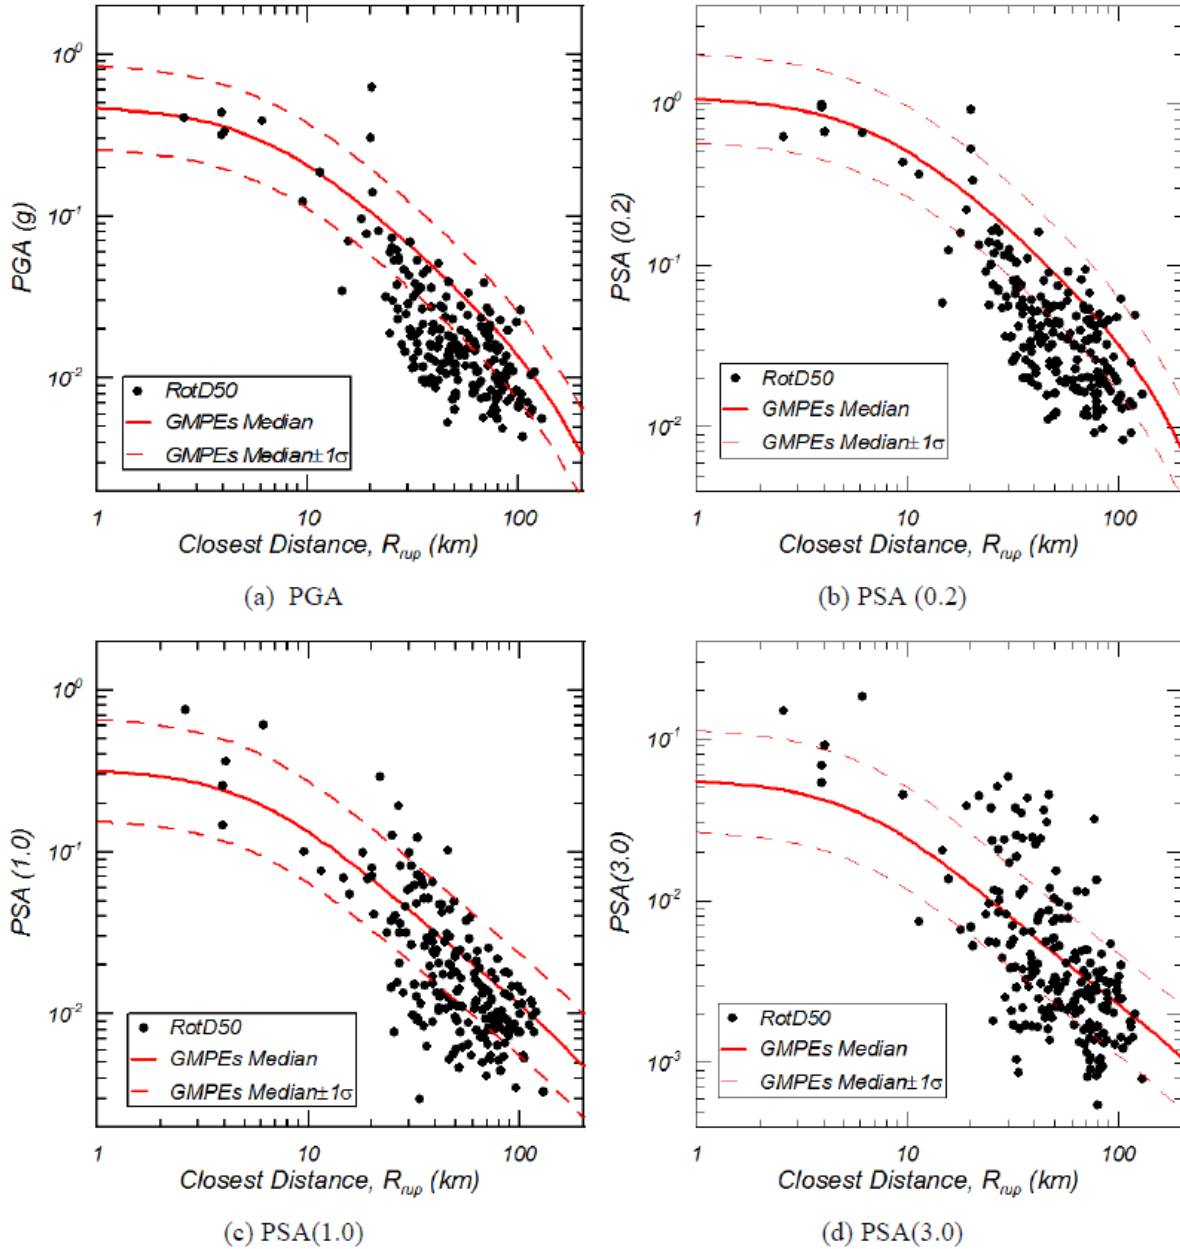 10⁰
10⁻¹
10⁻²
PGA (g)
RotD50
GMPEs Median
GMPEs Median±1σ
1 10 100
Closest Distance, Rrup (km)
(a) PGA
10⁰
10⁻¹
10⁻²
PSA (0.2)
RotD50
GMPEs Median
GMPEs Median±1σ
1 10 100
Closest Distance, Rrup (km)
(b) PSA (0.2)
10⁰
10⁻¹
10⁻²
PSA (1.0)
RotD50
GMPEs Median
GMPEs Median±1σ
1 10 100
Closest Distance, Rrup (km)
(c) PSA(1.0)
10⁻¹
10⁻²
10⁻³
PSA(3.0)
RotD50
GMPEs Median
GMPEs Median±1σ
1 10 100
Closest Distance, Rrup (km)
(d) PSA(3.0)